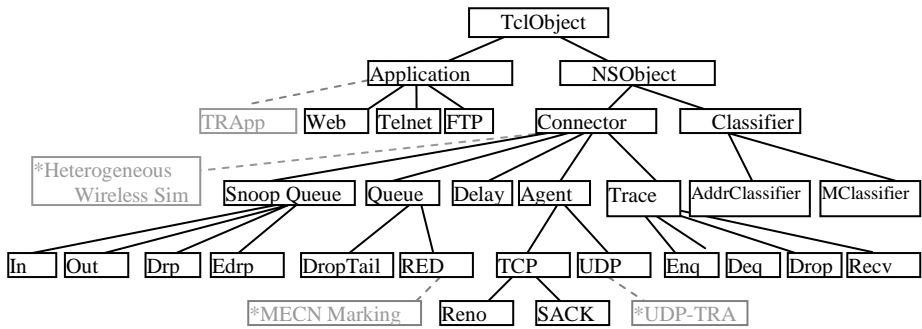 TclObject
Application
NSObject
TRApp
Web
Telnet
FTP
Connector
Classifier
*Heterogeneous
Wireless Sim
Snoop Queue
Queue
Delay
Agent
Trace
AddrClassifier
MClassifier
In
Out
Drp
Edrp
DropTail
RED
TCP
UDP
Enq
Deq
Drop
Recv
*MECN Marking
Reno
SACK
*UDP-TRA